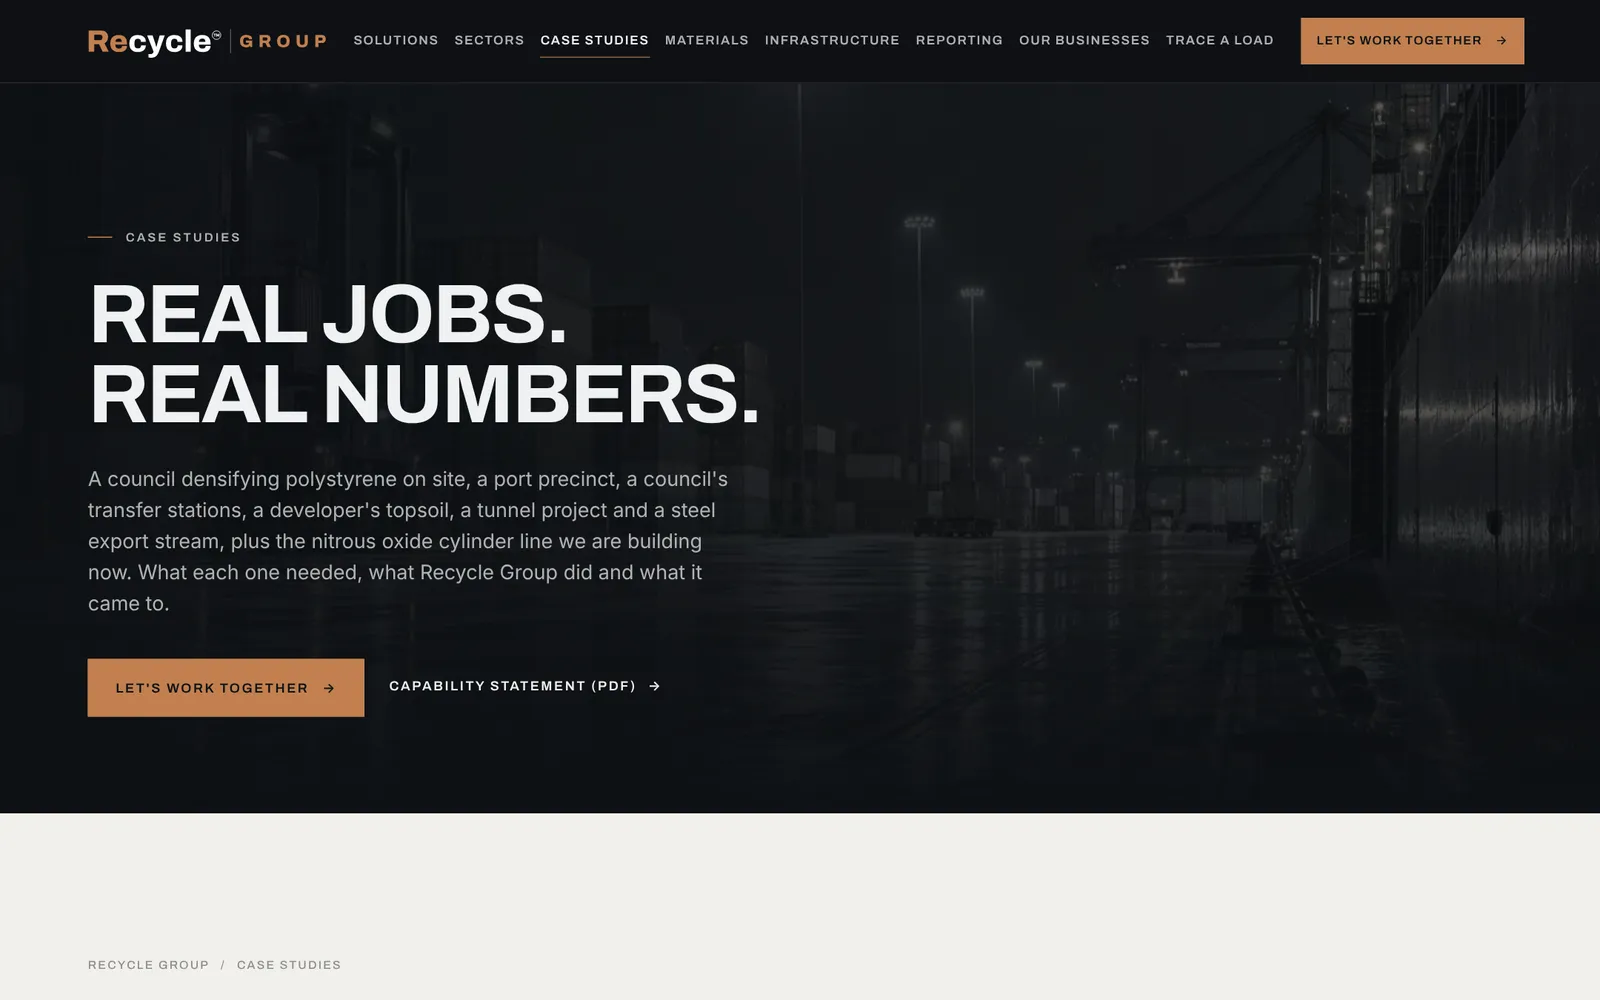 Recycle™ GROUP
SOLUTIONS
SECTORS
CASE STUDIES
MATERIALS
INFRASTRUCTURE
REPORTING
OUR BUSINESSES
TRACE A LOAD
LET'S WORK TOGETHER →
CASE STUDIES
REAL JOBS.
REAL NUMBERS.
A council densifying polystyrene on site, a port precinct, a council's
transfer stations, a developer's topsoil, a tunnel project and a steel
export stream, plus the nitrous oxide cylinder line we are building
now. What each one needed, what Recycle Group did and what it
came to.
LET'S WORK TOGETHER →
CAPABILITY STATEMENT (PDF) →
RECYCLE GROUP / CASE STUDIES